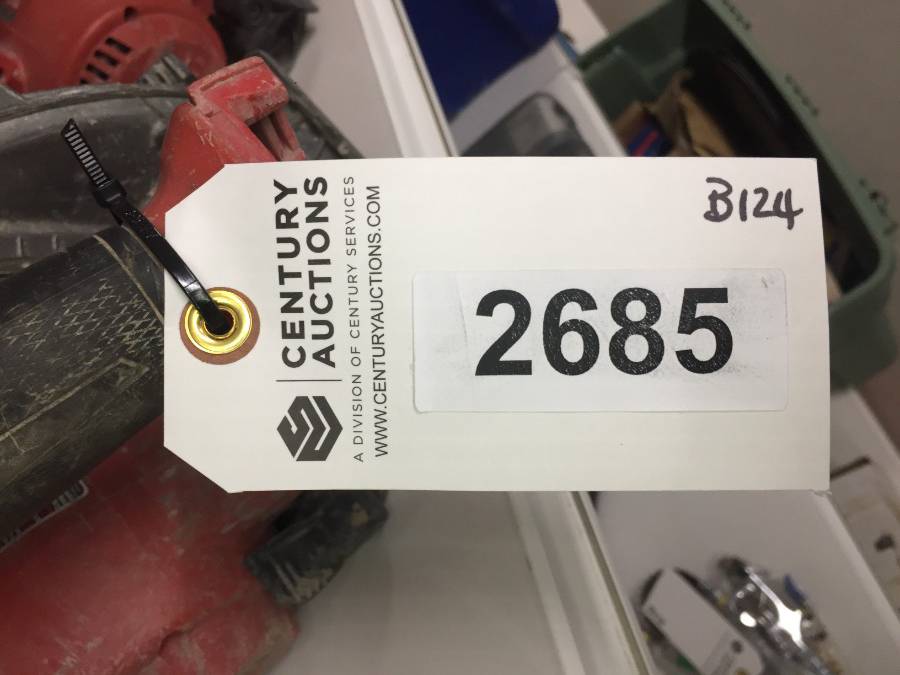 B124
2685
CENTURY
AUCTIONS
A DIVISION OF CENTURY SERVICES
WWW.CENTURYAUCTIONS.COM